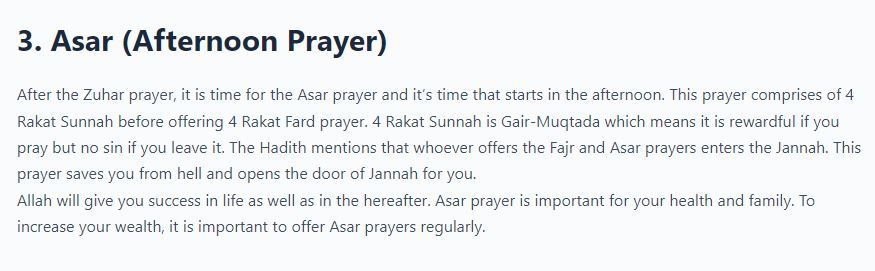 3. Asar (Afternoon Prayer)
After the Zuhar prayer, it is time for the Asar prayer and it's time that starts in the afternoon. This prayer comprises of 4
Rakat Sunnah before offering 4 Rakat Fard prayer. 4 Rakat Sunnah is Gair-Muqtada which means it is rewardful if you
pray but no sin if you leave it. The Hadith mentions that whoever offers the Fajr and Asar prayers enters the Jannah. This
prayer saves you from hell and opens the door of Jannah for you.
Allah will give you success in life as well as in the hereafter. Asar prayer is important for your health and family. To
increase your wealth, it is important to offer Asar prayers regularly.